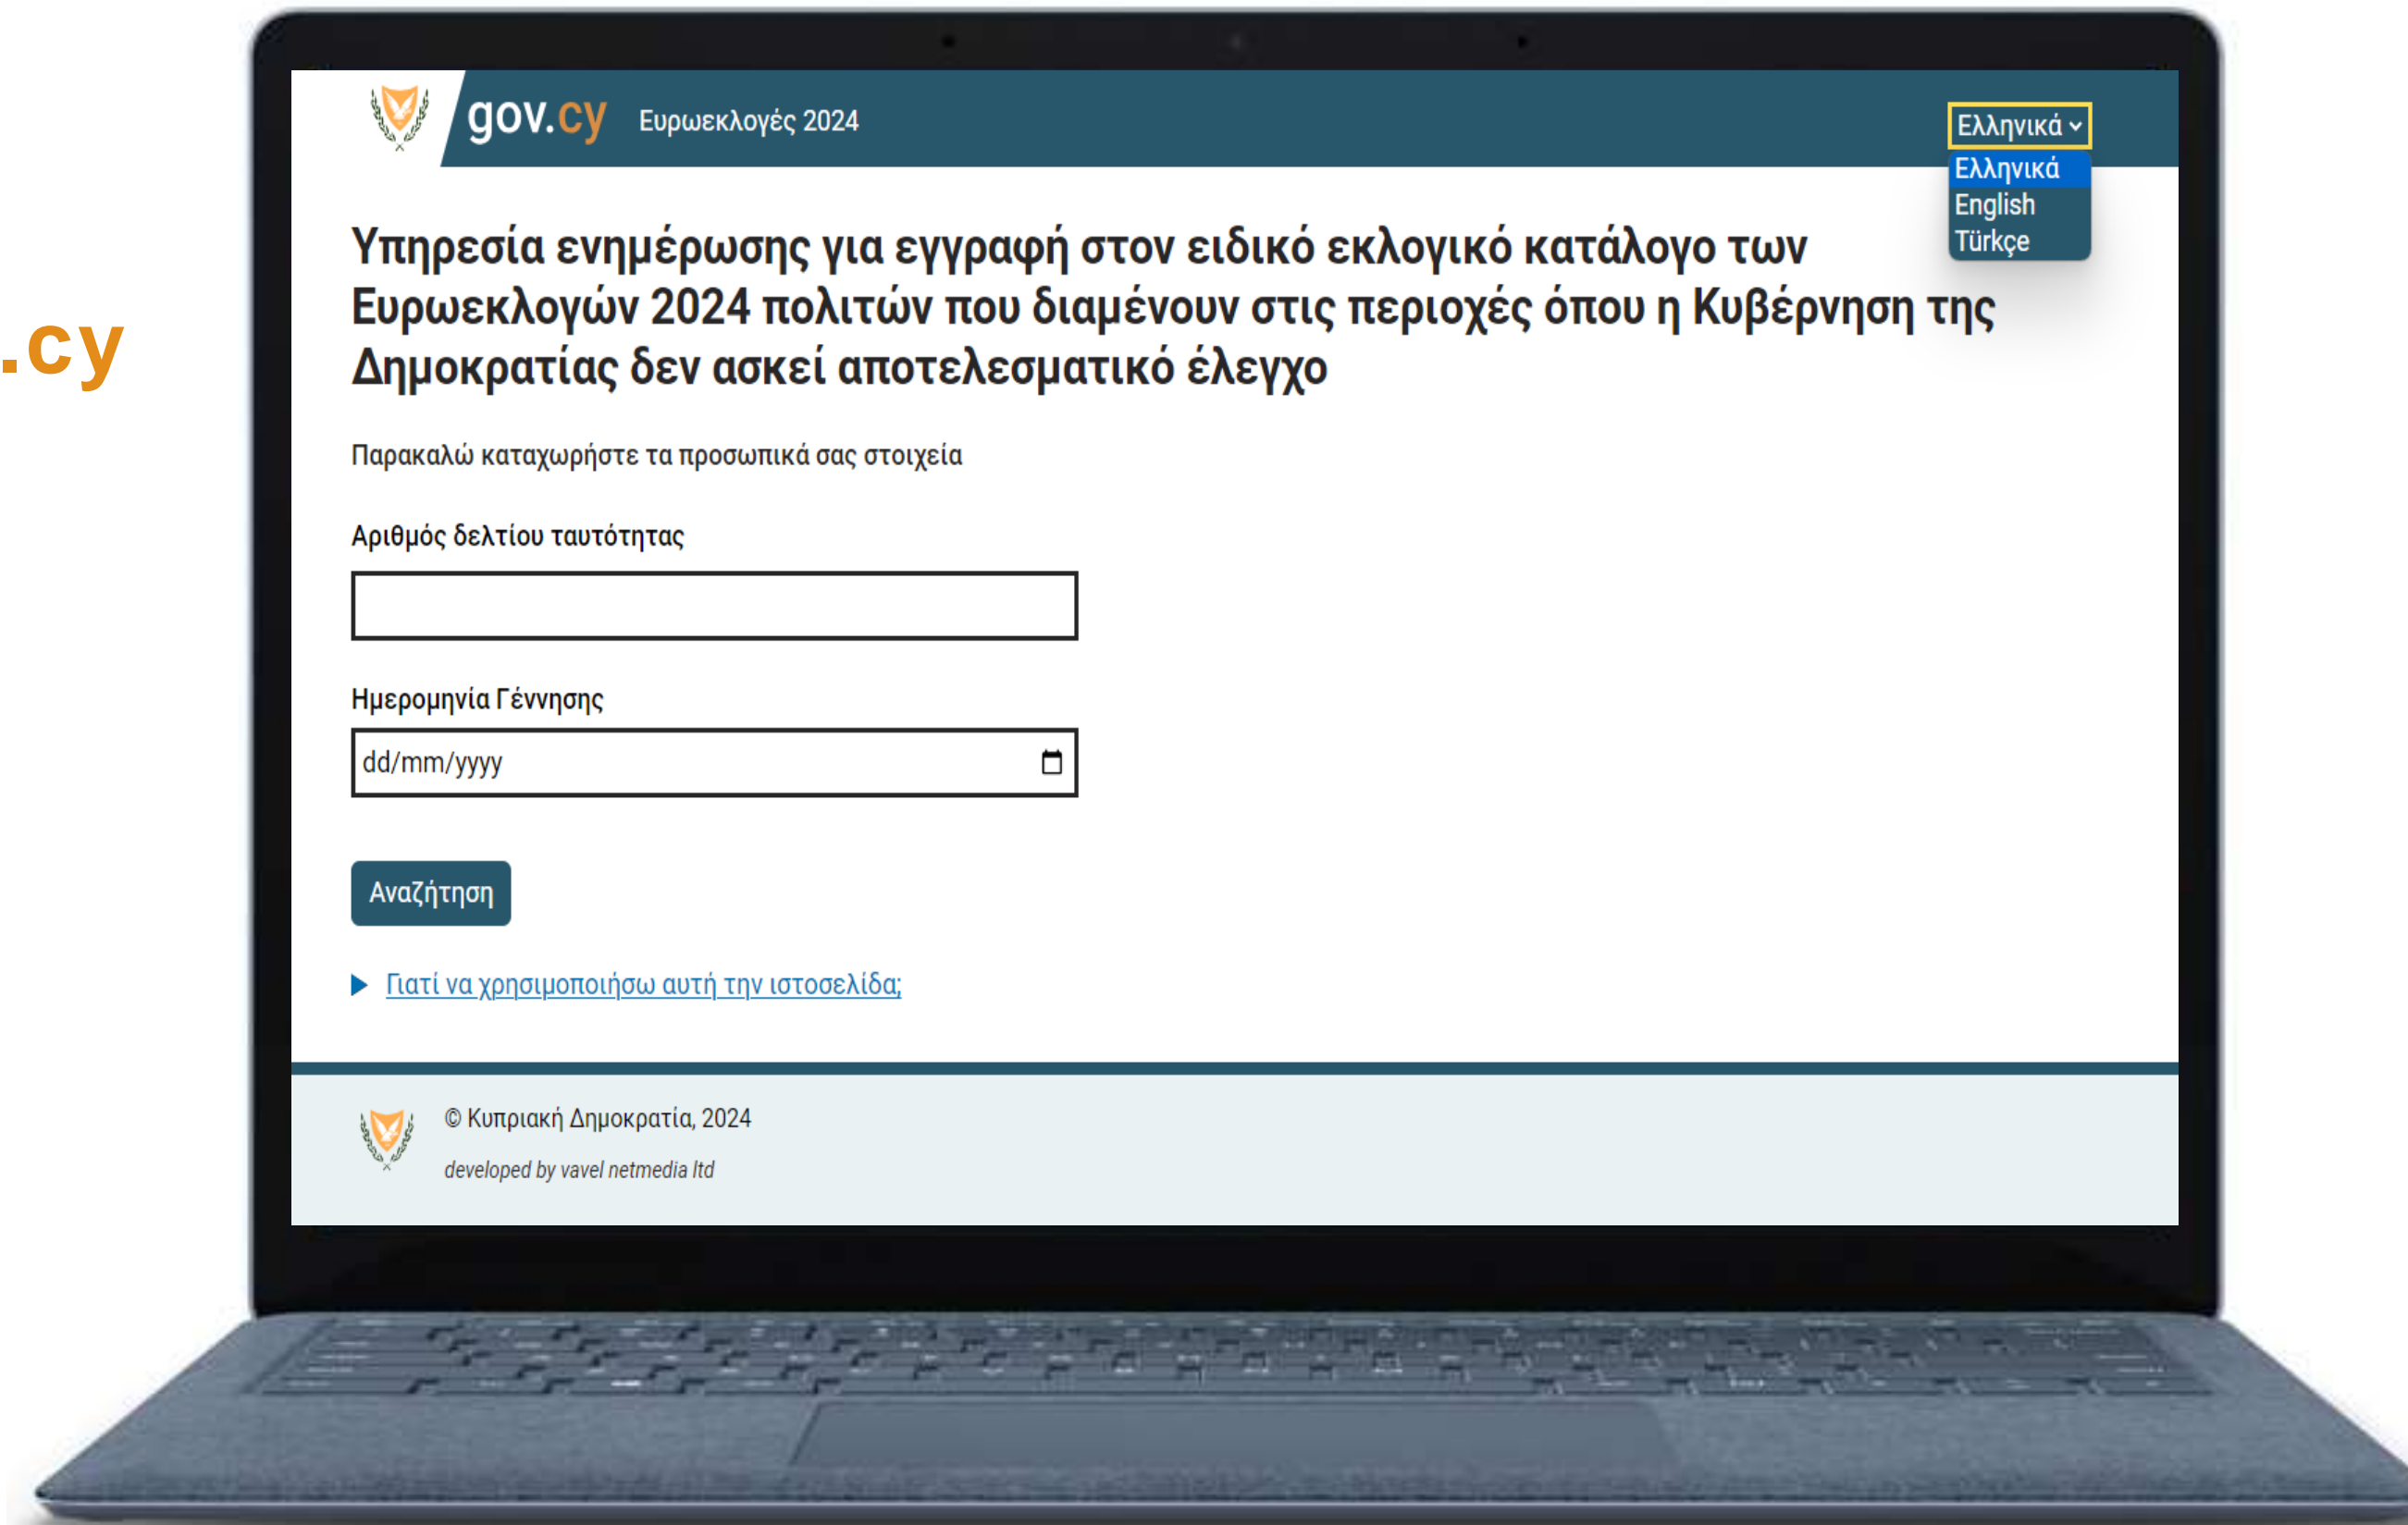 .cy
gov.cy Ευρωεκλογές 2024
Ελληνικά
Ελληνικά
English
Türkçe
Υπηρεσία ενημέρωσης για εγγραφή στον ειδικό εκλογικό κατάλογο των
Ευρωεκλογών 2024 πολιτών που διαμένουν στις περιοχές όπου η Κυβέρνηση της
Δημοκρατίας δεν ασκεί αποτελεσματικό έλεγχο
Παρακαλώ καταχωρήστε τα προσωπικά σας στοιχεία
Αριθμός δελτίου ταυτότητας
Ημερομηνία Γέννησης
dd/mm/yyyy
Αναζήτηση
Γιατί να χρησιμοποιήσω αυτή την ιστοσελίδα;
© Κυπριακή Δημοκρατία, 2024
developed by vavel netmedia ltd